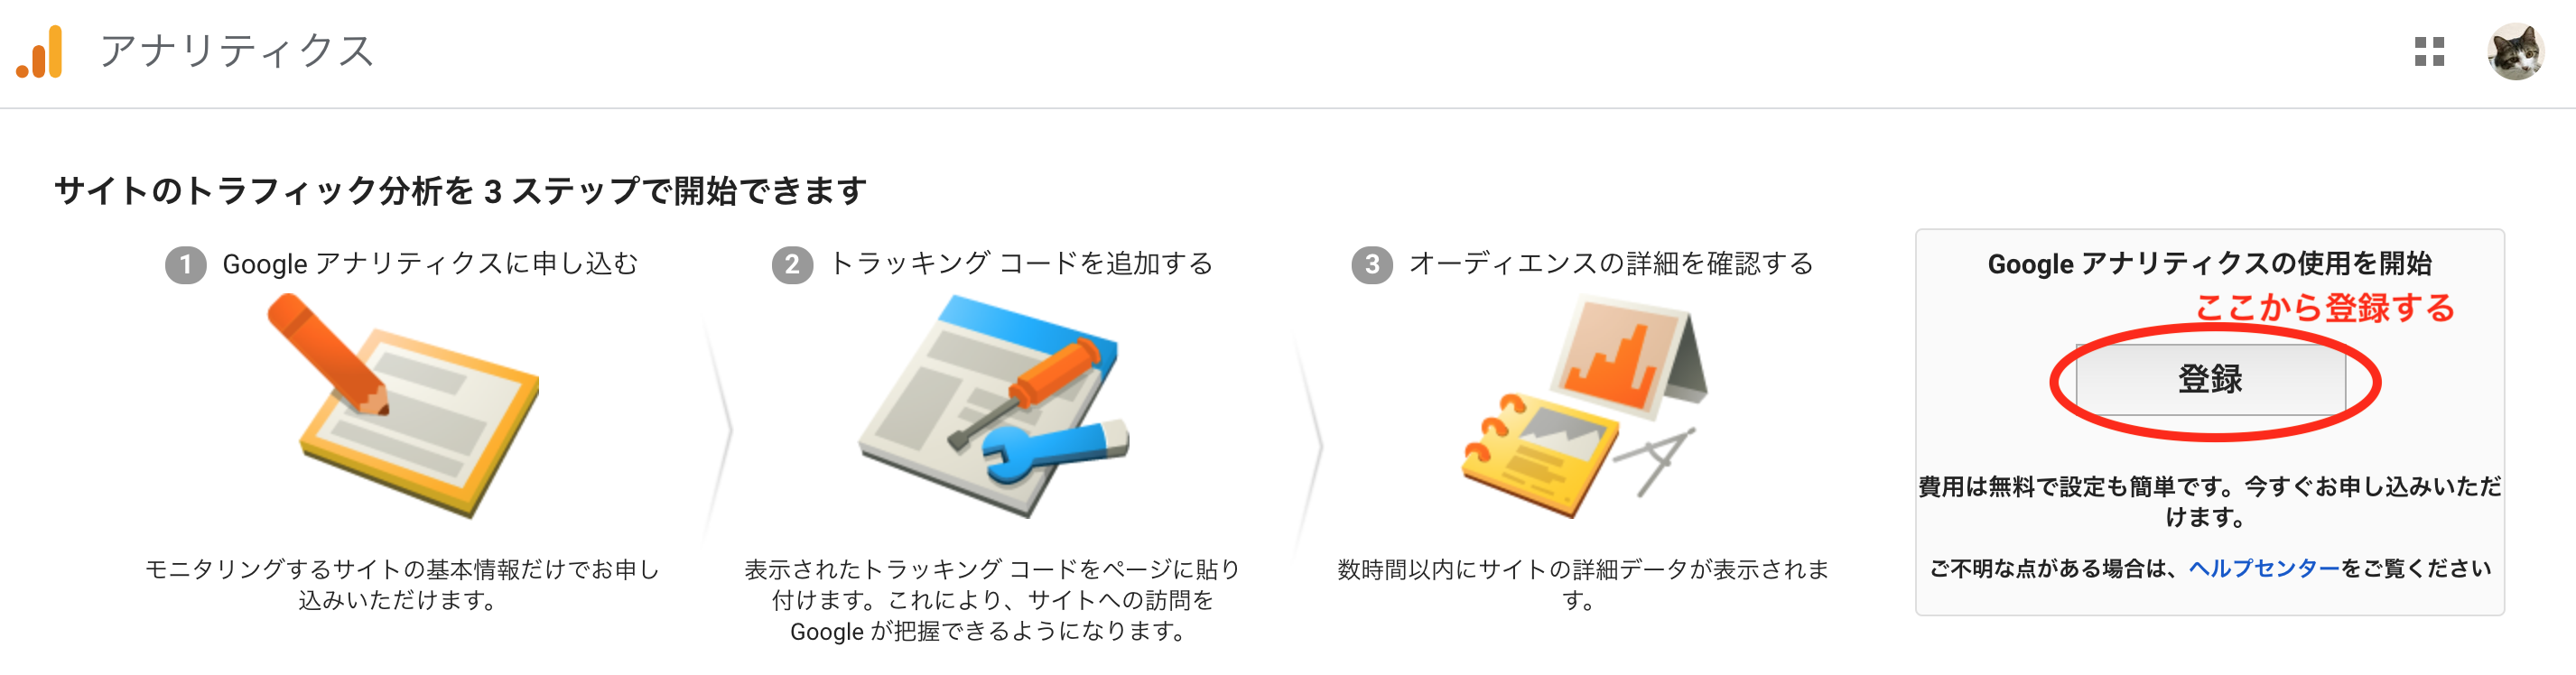 アナリティクス
サイトのトラフィック分析を 3 ステップで開始できます
1 Google アナリティクスに申し込む
モニタリングするサイトの基本情報だけでお申し
込みいただけます。
2 トラッキング コードを追加する
表示されたトラッキング コードをページに貼り
付けます。これにより、サイトへの訪問を
Google が把握できるようになります。
3 オーディエンスの詳細を確認する
数時間以内にサイトの詳細データが表示されま
す。
Google アナリティクスの使用を開始
ここから登録する
登録
費用は無料で設定も簡単です。今すぐお申し込みいただ
けます。
ご不明な点がある場合は、ヘルプセンターをご覧ください